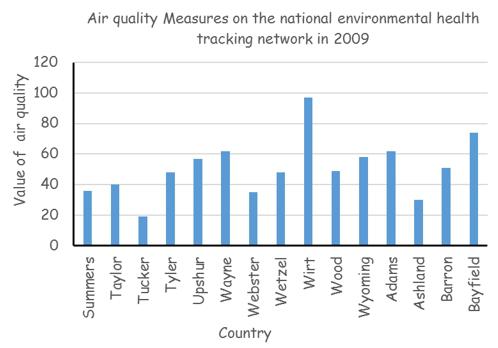 Air quality Measures on the national environmental health
tracking network in 2009
Value of air quality
120
100
80
60
40
20
0
Summers
Taylor
Tucker
Tyler
Upshur
Wayne
Webster
Wetzel
Wirt
Wood
Wyoming
Adams
Ashland
Barron
Bayfield
Country